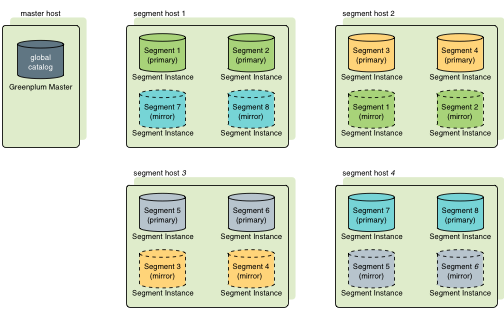 master host
global
catalog
Greenplum Master
segment host 1
Segment 1
(primary)
Segment Instance
Segment 2
(primary)
Segment Instance
Segment 7
(mirror)
Segment Instance
Segment 8
(mirror)
Segment Instance
segment host 2
Segment 3
(primary)
Segment Instance
Segment 4
(primary)
Segment Instance
Segment 1
(mirror)
Segment Instance
Segment 2
(mirror)
Segment Instance
segment host 3
Segment 5
(primary)
Segment Instance
Segment 6
(primary)
Segment Instance
Segment 3
(mirror)
Segment Instance
Segment 4
(mirror)
Segment Instance
segment host 4
Segment 7
(primary)
Segment Instance
Segment 8
(primary)
Segment Instance
Segment 5
(mirror)
Segment Instance
Segment 6
(mirror)
Segment Instance